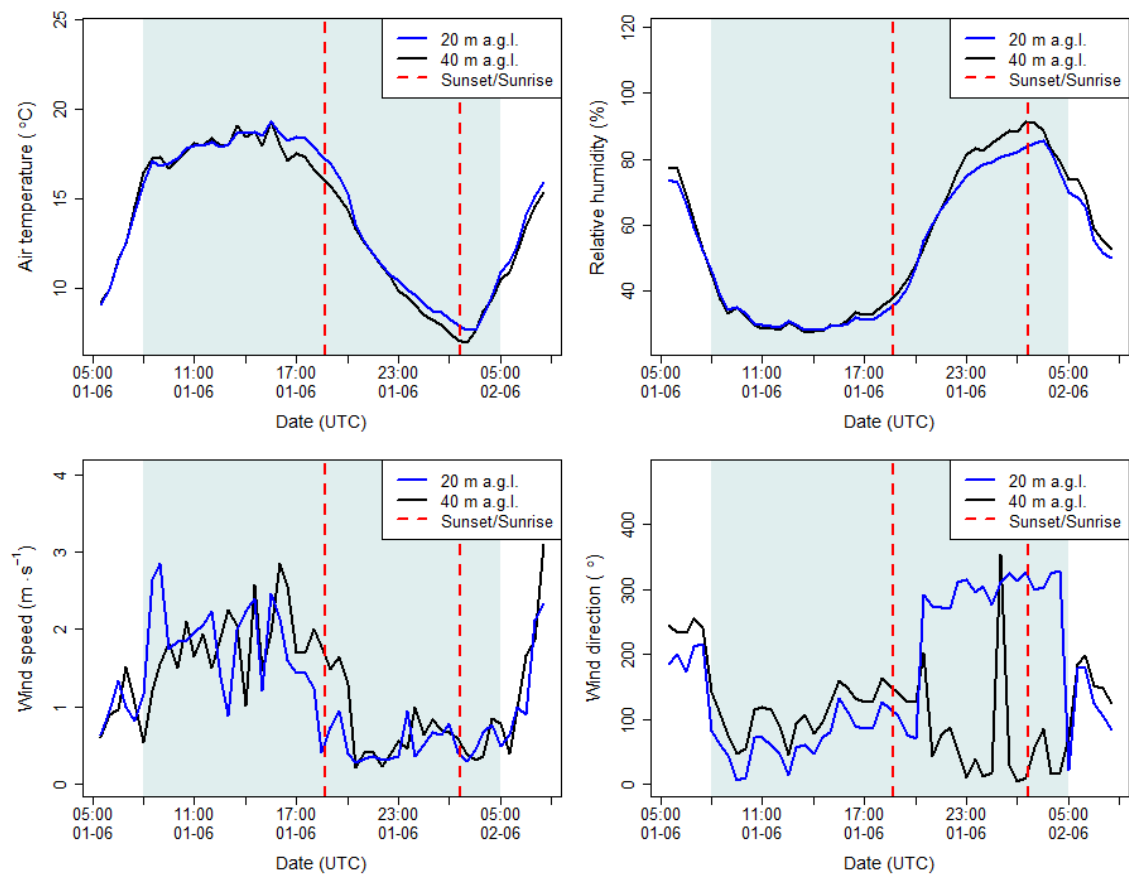 25
20
15
10
Air temperature ( °C)
20 m a.g.l.
40 m a.g.l.
Sunset/Sunrise
05:00 11:00 17:00 23:00 05:00
01-06 01-06 01-06 01-06 02-06
Date (UTC)
120
100
80
60
40
Relative humidity (%)
20 m a.g.l.
40 m a.g.l.
Sunset/Sunrise
05:00 11:00 17:00 23:00 05:00
01-06 01-06 01-06 01-06 02-06
Date (UTC)
4
3
2
1
0
Wind speed (m · s⁻¹)
20 m a.g.l.
40 m a.g.l.
Sunset/Sunrise
05:00 11:00 17:00 23:00 05:00
01-06 01-06 01-06 01-06 02-06
Date (UTC)
400
300
200
100
0
Wind direction ( °)
20 m a.g.l.
40 m a.g.l.
Sunset/Sunrise
05:00 11:00 17:00 23:00 05:00
01-06 01-06 01-06 01-06 02-06
Date (UTC)